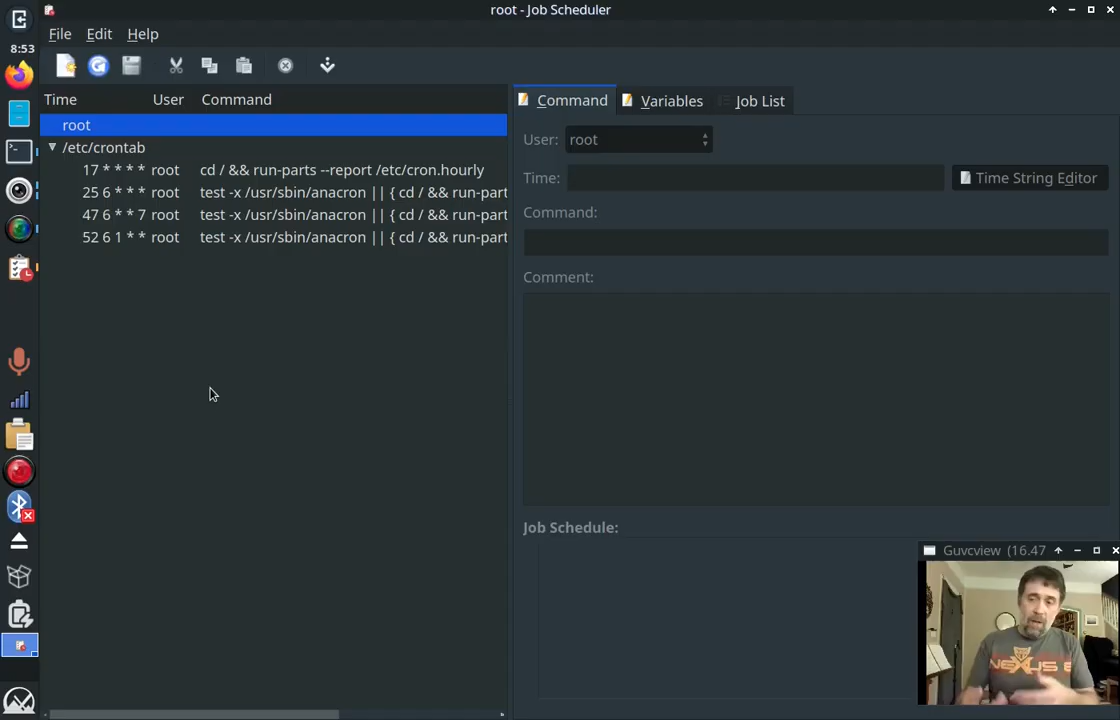 root - Job Scheduler
File Edit Help
8:53
Time User Command
root
/etc/crontab
17 * * * * root cd / && run-parts --report /etc/cron.hourly
25 6 * * * root test -x /usr/sbin/anacron || { cd / && run-part
47 6 * * 7 root test -x /usr/sbin/anacron || { cd / && run-part
52 6 1 * * root test -x /usr/sbin/anacron || { cd / && run-part
Command Variables Job List
User: root
Time: Time String Editor
Command:
Comment:
Job Schedule:
Guvcview (16.47
NEXUS 6